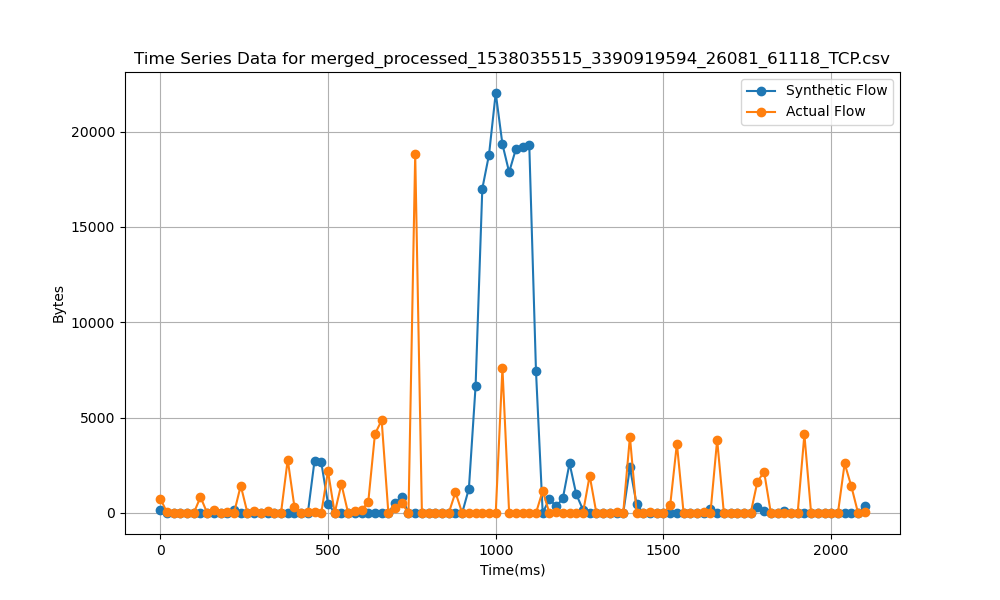 Time Series Data for merged_processed_1538035515_3390919594_26081_61118_TCP.csv
Synthetic Flow
Actual Flow
20000
15000
10000
5000
0
Bytes
0 500 1000 1500 2000
Time(ms)